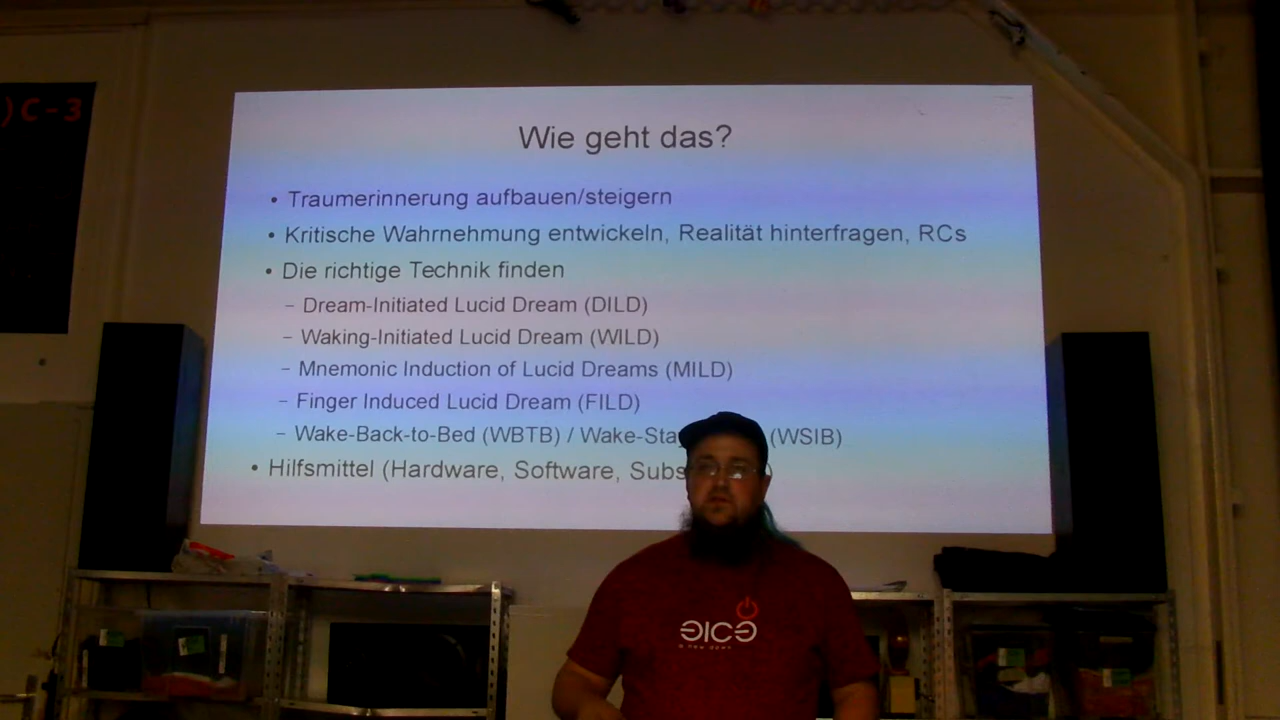 )C-3
Wie geht das?
• Traumerinnerung aufbauen/steigern
• Kritische Wahrnehmung entwickeln, Realität hinterfragen, RCs
• Die richtige Technik finden
– Dream-Initiated Lucid Dream (DILD)
– Waking-Initiated Lucid Dream (WILD)
– Mnemonic Induction of Lucid Dreams (MILD)
– Finger Induced Lucid Dream (FILD)
– Wake-Back-to-Bed (WBTB) / Wake-Sta (WSIB)
• Hilfsmittel (Hardware, Software, Subs )